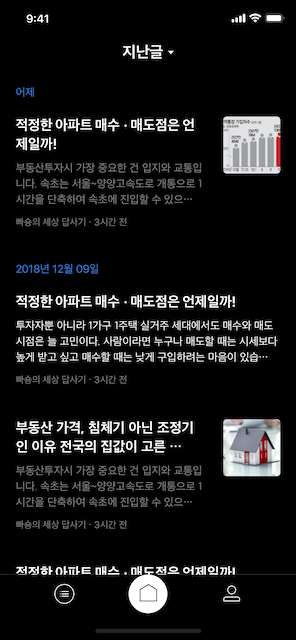 9:41
지난글
어제
적정한 아파트 매수 · 매도점은 언
제일까!
부동산투자시 가장 중요한 건 입지와 교통입
니다. 속초는 서울~양양고속도로 개통으로 1
시간을 단축하여 속초에 진입할 수 있으…
빠숑의 세상 답사기 · 3시간 전
2018년 12월 09일
적정한 아파트 매수 · 매도점은 언제일까!
투자자뿐 아니라 1가구 1주택 실거주 세대에서도 매수와 매도
시점은 늘 고민이다. 사람이라면 누구나 매도할 때는 시세보다
높게 받고 싶고 매수할 때는 낮게 구입하려는 마음이 있습…
빠숑의 세상 답사기 · 3시간 전
부동산 가격, 침체기 아닌 조정기
인 이유 전국의 집값이 고른 …
부동산투자시 가장 중요한 건 입지와 교통입
니다. 속초는 서울~양양고속도로 개통으로 1
시간을 단축하여 속초에 진입할 수 있으…
빠숑의 세상 답사기 · 3시간 전
적정한 아파트 매수 · 매도점은 언제일까!